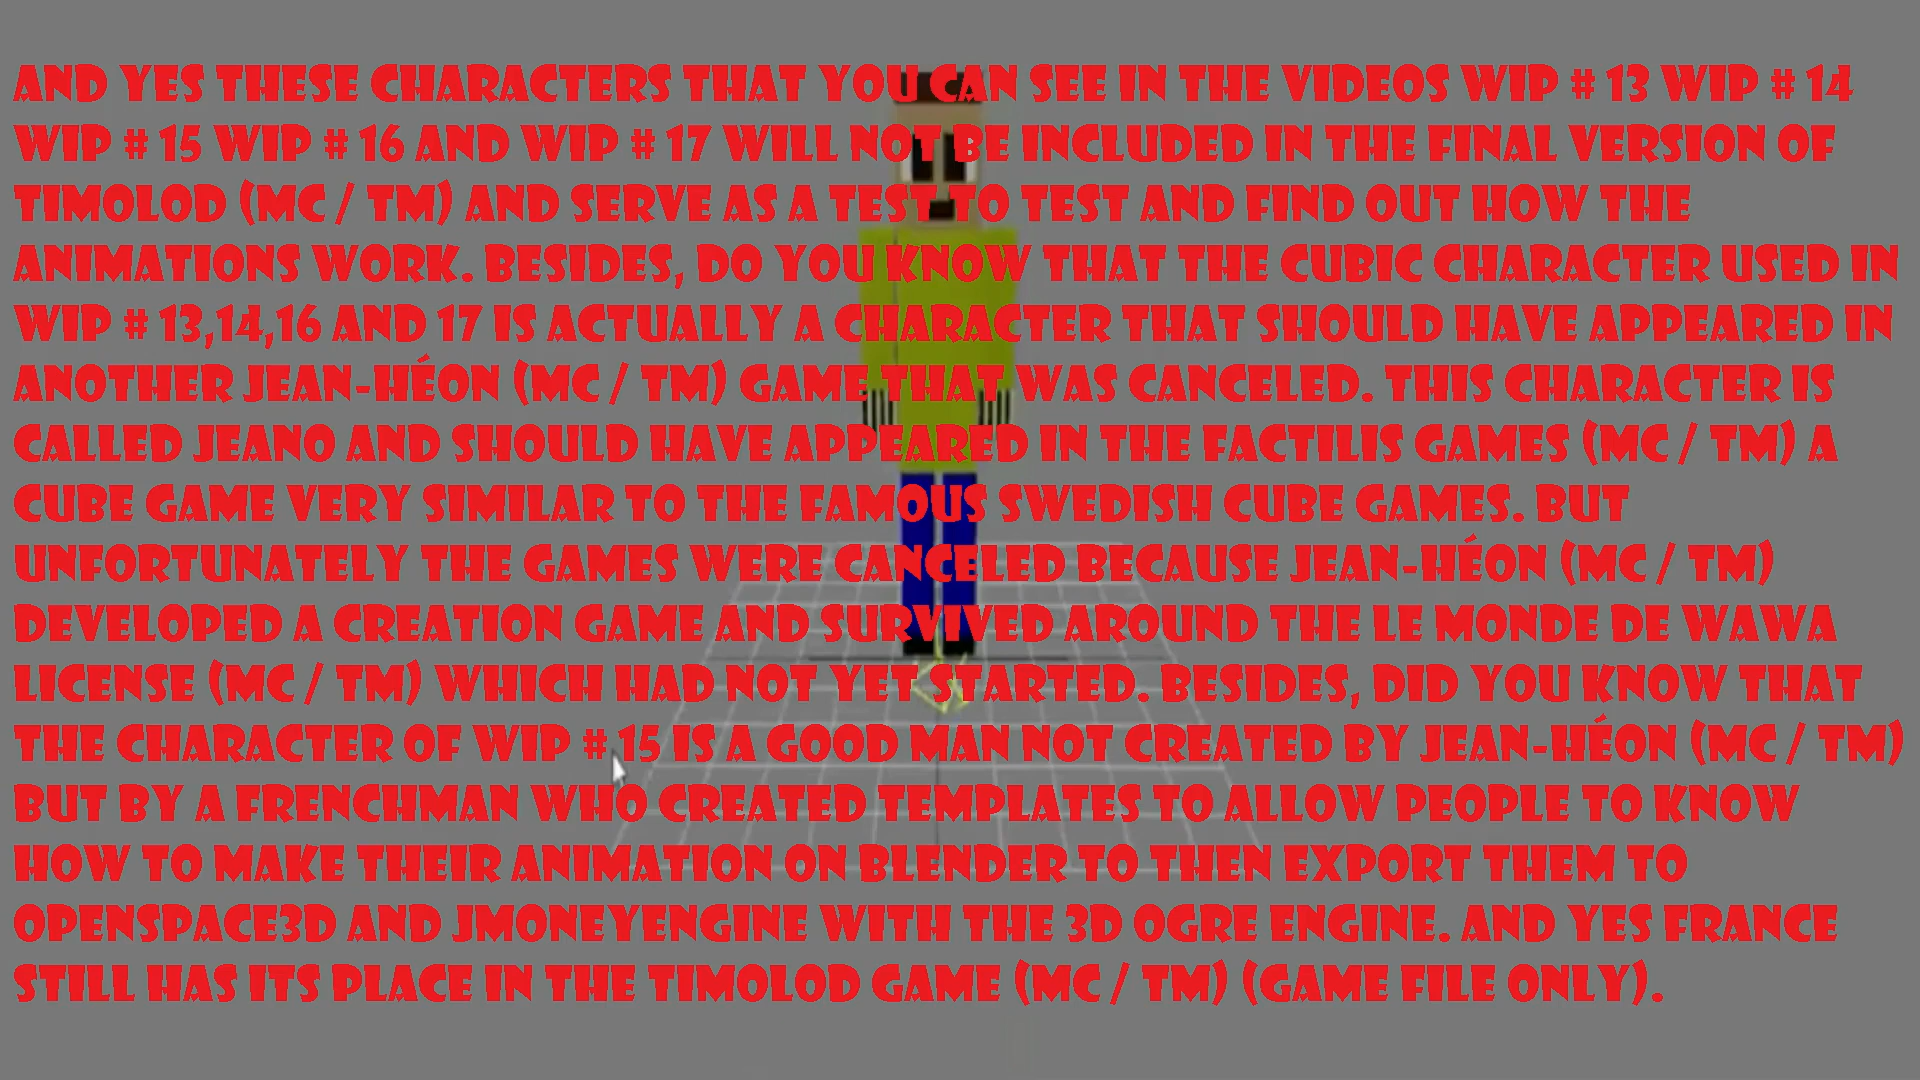 AND YES THESE CHARACTERS THAT YOU CAN SEE IN THE VIDEOS WIP # 13 WIP # 14
WIP # 15 WIP # 16 AND WIP # 17 WILL NOT BE INCLUDED IN THE FINAL VERSION OF
TIMOLOD (MC / TM) AND SERVE AS A TEST TO TEST AND FIND OUT HOW THE
ANIMATIONS WORK. BESIDES, DO YOU KNOW THAT THE CUBIC CHARACTER USED IN
WIP # 13,14,16 AND 17 IS ACTUALLY A CHARACTER THAT SHOULD HAVE APPEARED IN
ANOTHER JEAN-HÉON (MC / TM) GAME THAT WAS CANCELED. THIS CHARACTER IS
CALLED JEANO AND SHOULD HAVE APPEARED IN THE FACTILIS GAMES (MC / TM) A
CUBE GAME VERY SIMILAR TO THE FAMOUS SWEDISH CUBE GAMES. BUT
UNFORTUNATELY THE GAMES WERE CANCELED BECAUSE JEAN-HÉON (MC / TM)
DEVELOPED A CREATION GAME AND SURVIVED AROUND THE LE MONDE DE WAWA
LICENSE (MC / TM) WHICH HAD NOT YET STARTED. BESIDES, DID YOU KNOW THAT
THE CHARACTER OF WIP # 15 IS A GOOD MAN NOT CREATED BY JEAN-HÉON (MC / TM)
BUT BY A FRENCHMAN WHO CREATED TEMPLATES TO ALLOW PEOPLE TO KNOW
HOW TO MAKE THEIR ANIMATION ON BLENDER TO THEN EXPORT THEM TO
OPENSPACE3D AND JMONEYENGINE WITH THE 3D OGRE ENGINE. AND YES FRANCE
STILL HAS ITS PLACE IN THE TIMOLOD GAME (MC / TM) (GAME FILE ONLY).